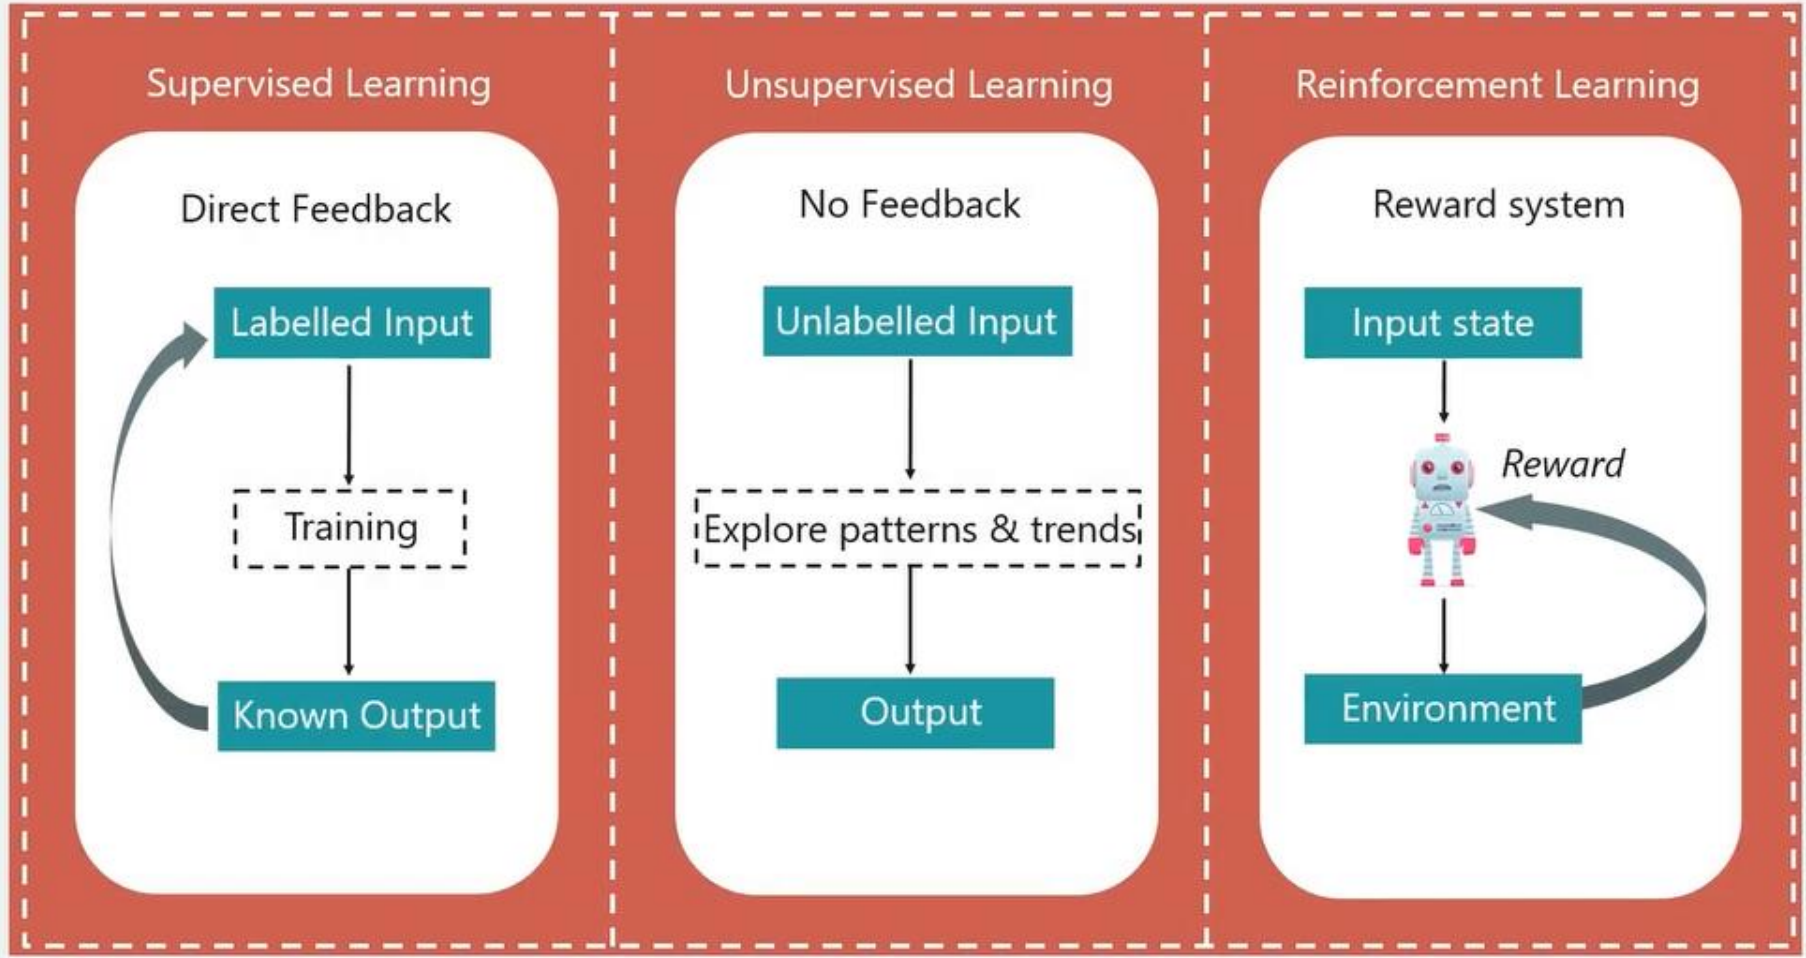 Supervised Learning
Direct Feedback
Labelled Input
Training
Known Output
Unsupervised Learning
No Feedback
Unlabelled Input
Explore patterns & trends
Output
Reinforcement Learning
Reward system
Input state
Reward
Environment